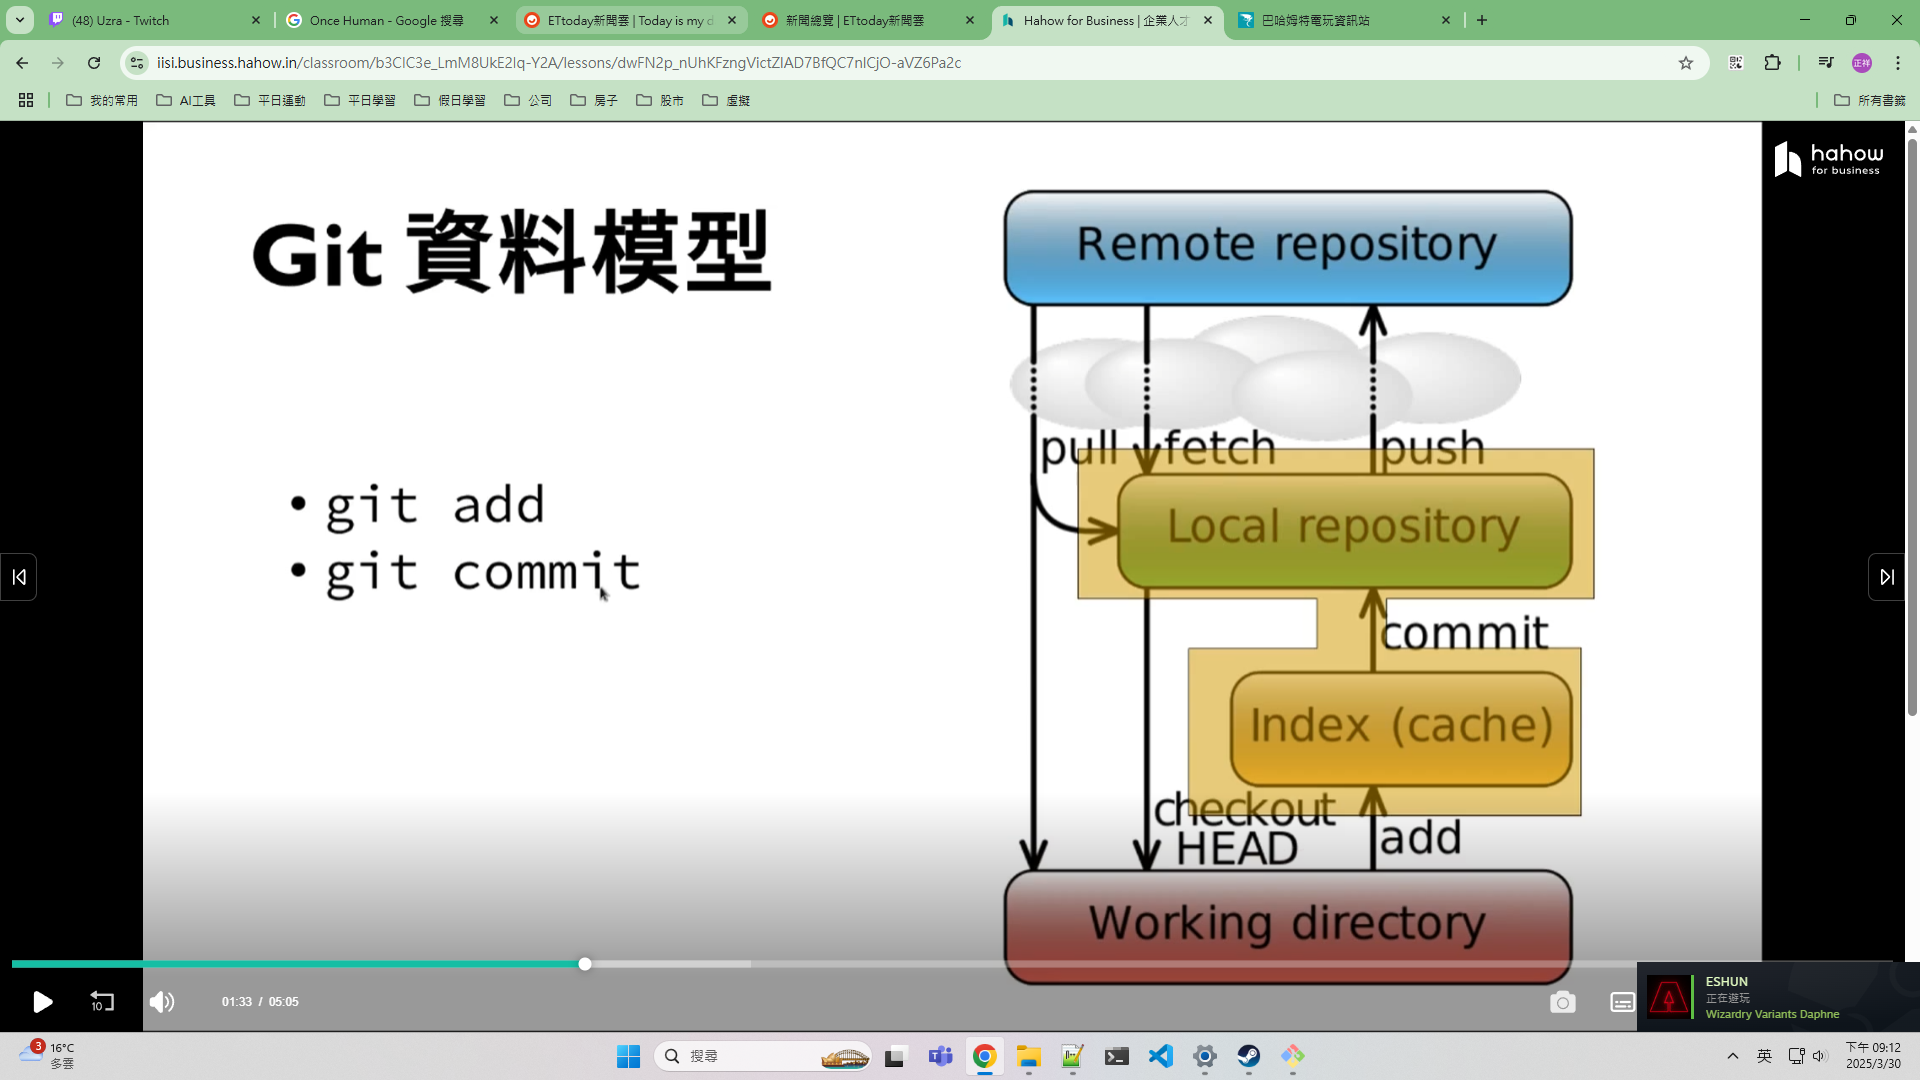 (48) Uzra - Twitch
Once Human - Google 搜尋
ETtoday新聞雲 | Today is my d
新聞總覽 | ETtoday新聞雲
Hahow for Business | 企業人才
巴哈姆特電玩資訊站
iisi.business.hahow.in/classroom/b3CIC3e_LmM8UkE2lq-Y2A/lessons/dwFN2p_nUhKFzngVictZlAD7BfQC7nlCjO-aVZ6Pa2c
正祥
我的常用
AI工具
平日運動
平日學習
假日學習
公司
房子
股市
虛擬
所有書籤
hahow
for business
Git 資料模型
• git add
• git commit
Remote repository
pull
fetch
push
Local repository
commit
Index (cache)
checkout
HEAD
add
Working directory
10
01:33 / 05:05
ESHUN
正在遊玩
Wizardry Variants Daphne
3
16°C
多雲
搜尋
英
下午 09:12
2025/3/30